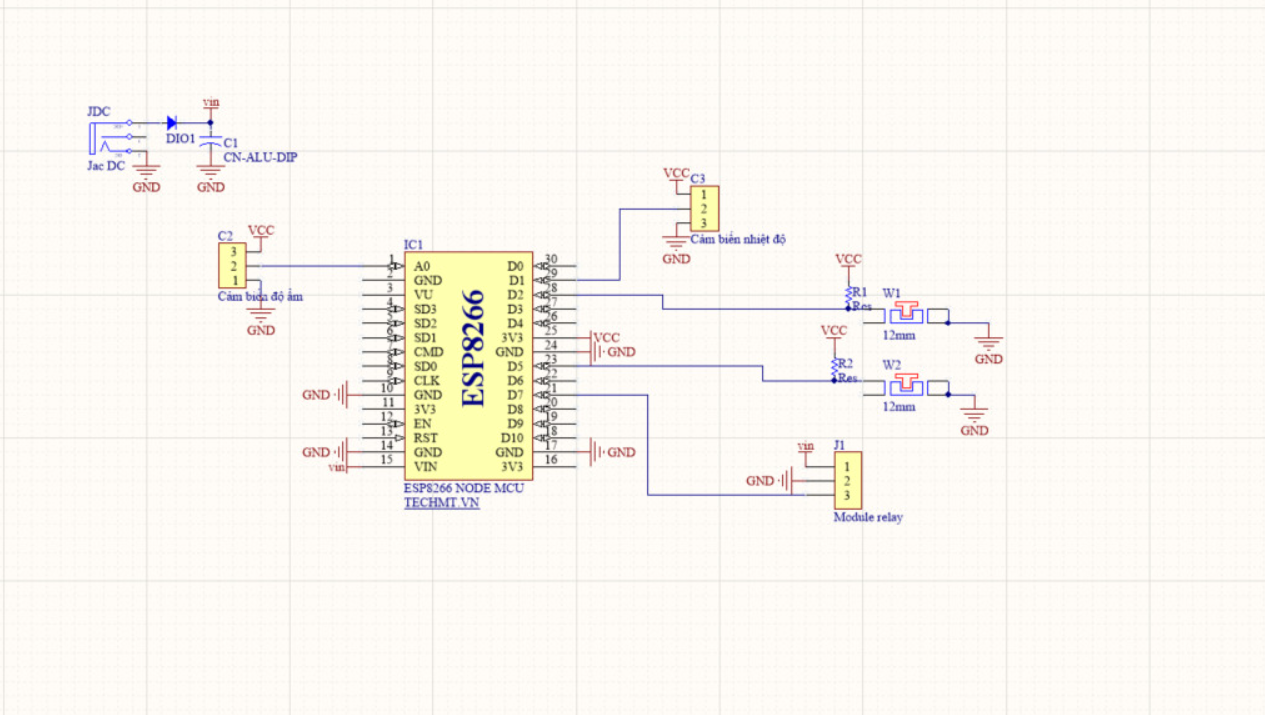 JDC
vin
DIO1
C1
CN-ALU-DIP
Jac DC
GND
GND
VCC
C3
1
2
3
Cảm biến nhiệt độ
GND
C2
VCC
3
2
1
Cảm biến độ ẩm
GND
IC1
ESP8266
1 A0
2 GND
3 VU
4 SD3
5 SD2
6 SD1
7 CMD
8 SD0
9 CLK
GND 10 GND
11 3V3
12 EN
13 RST
GND 14 GND
vin 15 VIN
D0 30
D1 29
D2 28
D3 27
D4 26
3V3 25 VCC
GND 24 GND
D5 23
D6 22
D7 21
D8 20
D9 19
D10 18
GND 17 GND
3V3 16
ESP8266 NODE MCU
TECHMT.VN
VCC
R1
Res
W1
12mm
GND
VCC
R2
Res
W2
12mm
GND
vin
J1
GND
1
2
3
Module relay